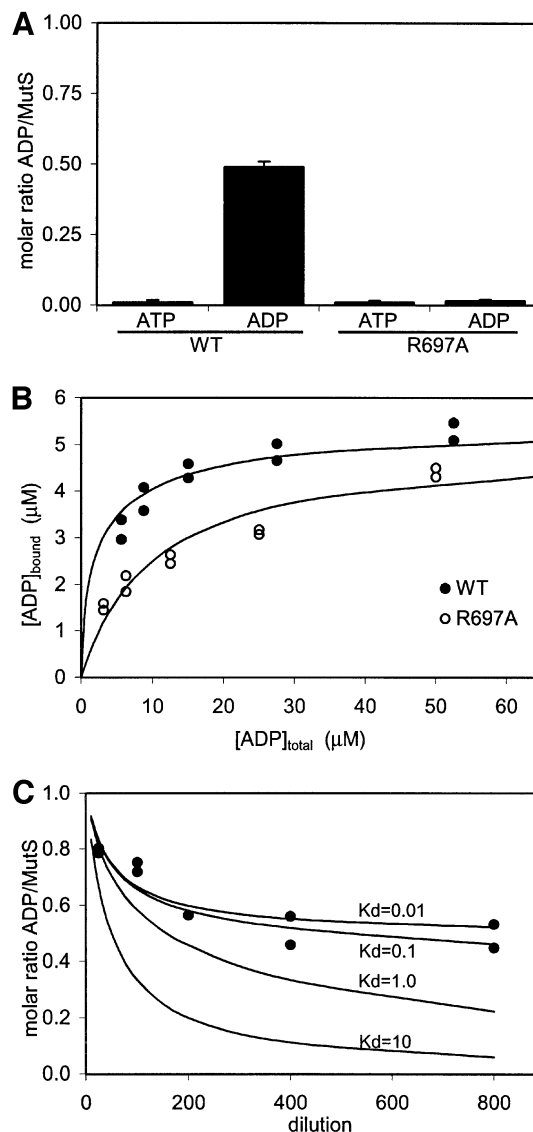 A
molar ratio ADP/MutS
1.00
0.75
0.50
0.25
0.00
ATP ADP ATP ADP
WT R697A
B
[ADP]bound (μM)
6
5
4
3
2
1
0
WT
R697A
0 10 20 30 40 50 60
[ADP]total (μM)
C
molar ratio ADP/MutS
1.0
0.8
0.6
0.4
0.2
0.0
Kd=0.01
Kd=0.1
Kd=1.0
Kd=10
0 200 400 600 800
dilution